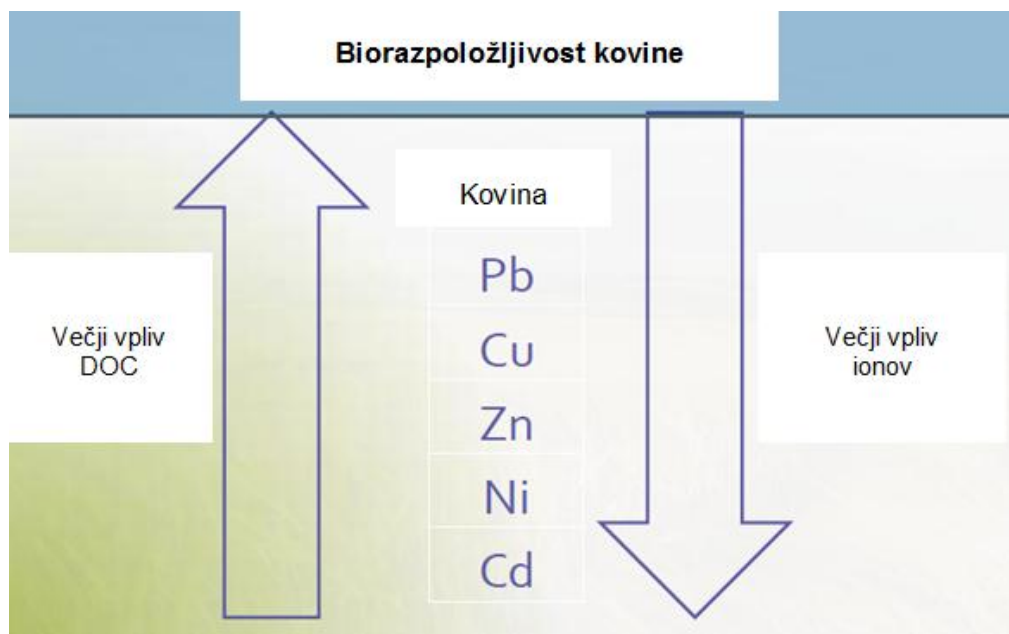 Biorazpoložljivost kovine
Kovina
Pb
Cu
Zn
Ni
Cd
Večji vpliv
DOC
Večji vpliv
ionov